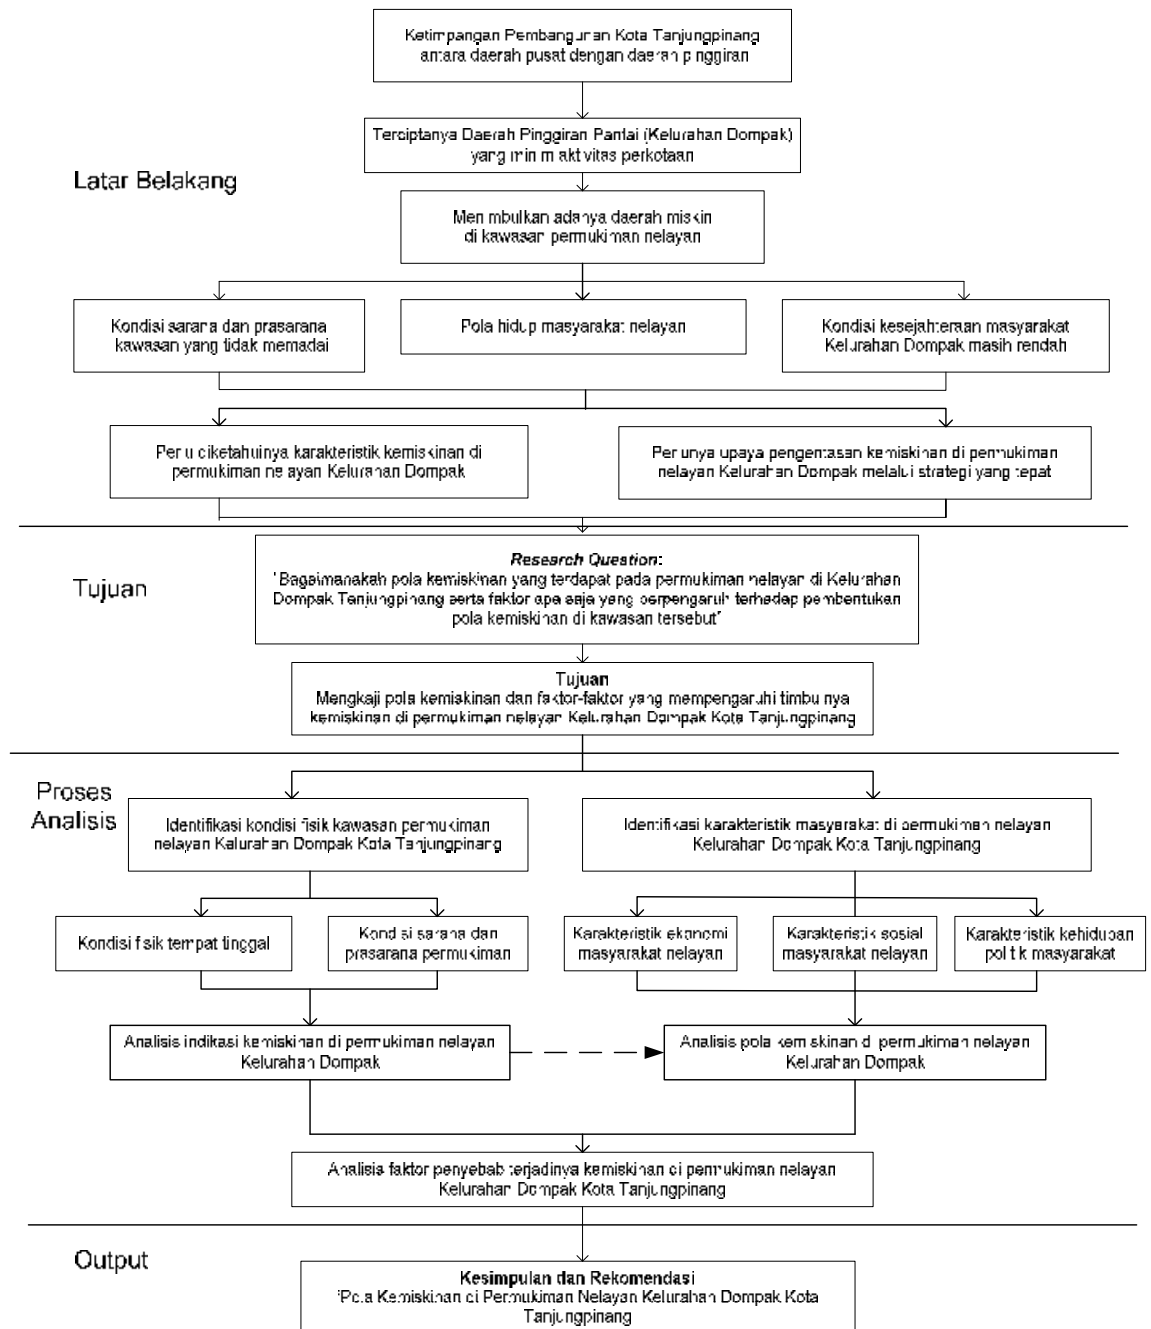 Ketimpangan Pembangunan Kota Tanjungpinang
antara daerah pusat dengan daerah pinggiran
Terciptanya Daerah Pinggiran Pantai (Kelurahan Dompak)
yang minim aktivitas perkotaan
Latar Belakang
Menimbulkan adanya daerah miskin
di kawasan permukiman nelayan
Kondisi sarana dan prasarana
kawasan yang tidak memadai
Pola hidup masyarakat nelayan
Kondisi kesejahteraan masyarakat
Kelurahan Dompak masih rendah
Perlu diketahuinya karakteristik kemiskinan di
permukiman nelayan Kelurahan Dompak
Perlunya upaya pengentasan kemiskinan di permukiman
nelayan Kelurahan Dompak melalui strategi yang tepat
Tujuan
Research Question:
"Bagaimanakah pola kemiskinan yang terdapat pada permukiman nelayan di Kelurahan
Dompak Tanjungpinang serta faktor apa saja yang berpengaruh terhadap pembentukan
pola kemiskinan di kawasan tersebut"
Tujuan
Mengkaji pola kemiskinan dan faktor-faktor yang mempengaruhi timbulnya
kemiskinan di permukiman nelayan Kelurahan Dompak Kota Tanjungpinang
Proses
Analisis
Identifikasi kondisi fisik kawasan permukiman
nelayan Kelurahan Dompak Kota Tanjungpinang
Identifikasi karakteristik masyarakat di permukiman nelayan
Kelurahan Dompak Kota Tanjungpinang
Kondisi fisik tempat tinggal
Kondisi sarana dan
prasarana permukiman
Karakteristik ekonomi
masyarakat nelayan
Karakteristik sosial
masyarakat nelayan
Karakteristik kehidupan
politik masyarakat
Analisis indikasi kemiskinan di permukiman nelayan
Kelurahan Dompak
Analisis pola kemiskinan di permukiman nelayan
Kelurahan Dompak
Analisis faktor penyebab terjadinya kemiskinan di permukiman nelayan
Kelurahan Dompak Kota Tanjungpinang
Output
Kesimpulan dan Rekomendasi
"Pola Kemiskinan di Permukiman Nelayan Kelurahan Dompak Kota
Tanjungpinang